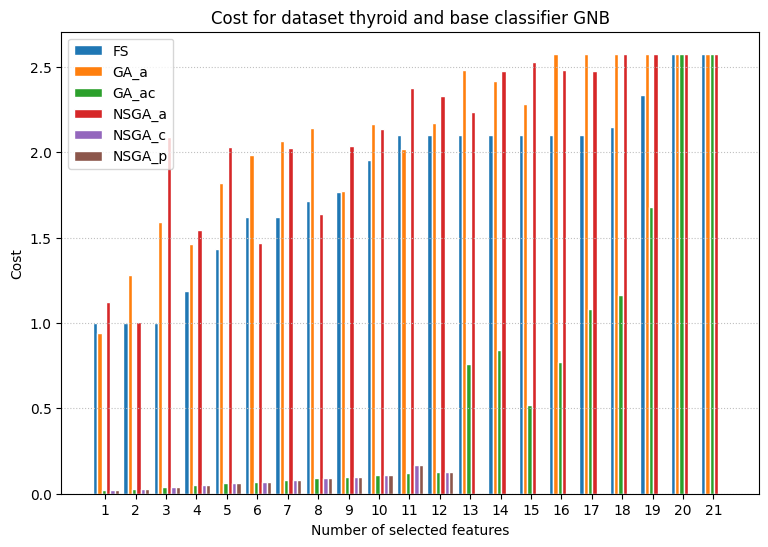 Cost for dataset thyroid and base classifier GNB
FS
GA_a
GA_ac
NSGA_a
NSGA_c
NSGA_p
2.5
2.0
1.5
1.0
0.5
0.0
Cost
1 2 3 4 5 6 7 8 9 10 11 12 13 14 15 16 17 18 19 20 21
Number of selected features